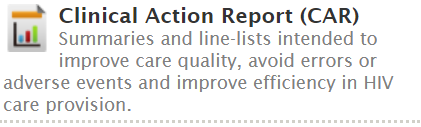 Clinical Action Report (CAR)
Summaries and line-lists intended to
improve care quality, avoid errors or
adverse events and improve efficiency in HIV
care provision.